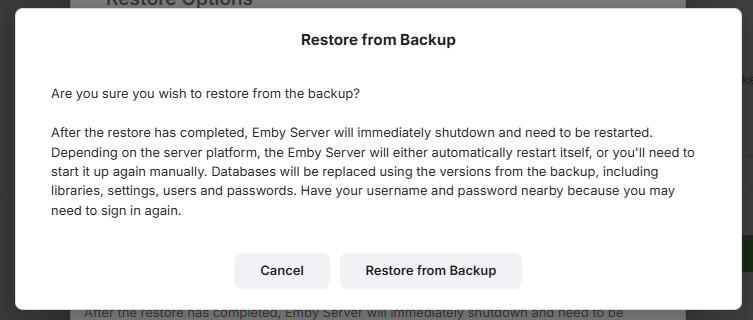 Restore Options
Restore from Backup
Are you sure you wish to restore from the backup?
After the restore has completed, Emby Server will immediately shutdown and need to be restarted.
Depending on the server platform, the Emby Server will either automatically restart itself, or you'll need to
start it up again manually. Databases will be replaced using the versions from the backup, including
libraries, settings, users and passwords. Have your username and password nearby because you may
need to sign in again.
Cancel
Restore from Backup
After the restore has completed, Emby Server will immediately shutdown and need to be